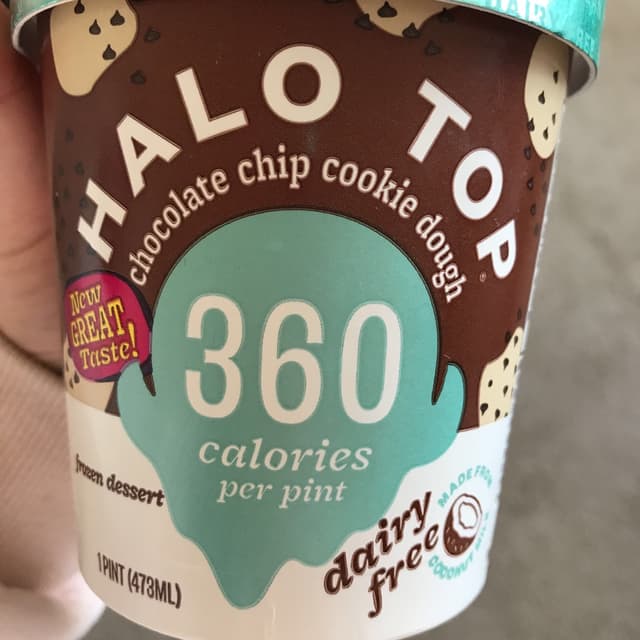 HALO TOP®
chocolate chip cookie dough
New
GREAT
Taste!
360
calories
per pint
frozen dessert
1 PINT (473ML)
dairy
free
MADE FROM
COCONUT MILK